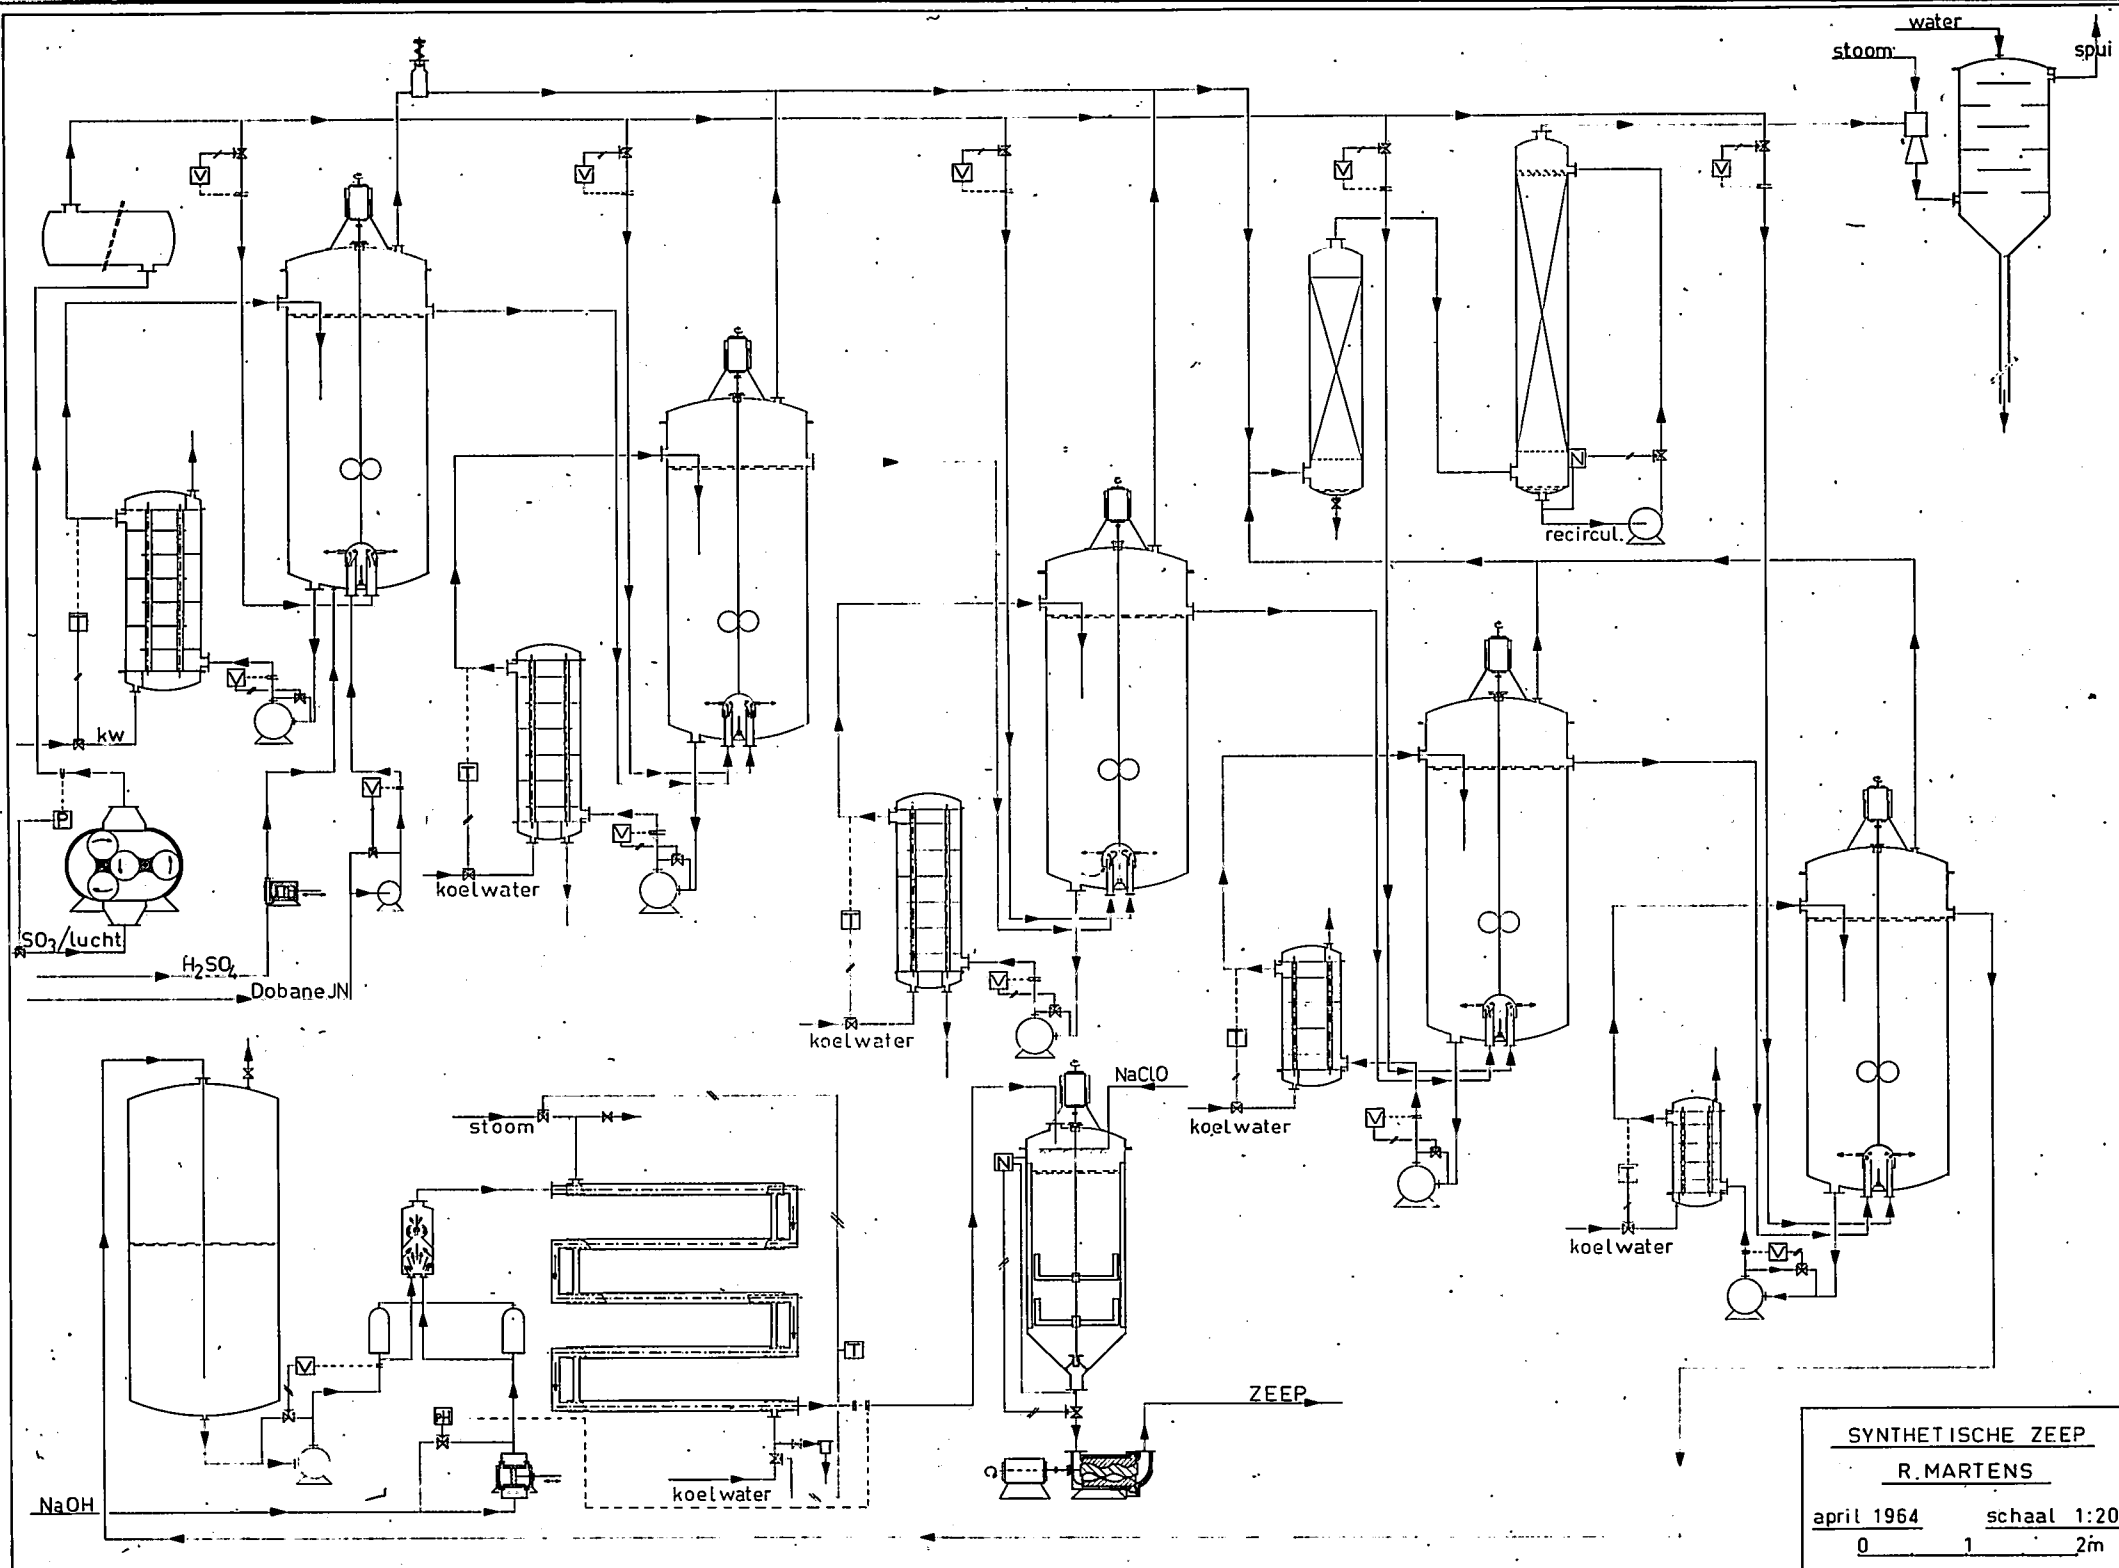 water
stoom
spui
V
V
V
V
V
N
recircul.
T
V
kw
T
V
P
V
koelwater
SO3/lucht
H2SO4
Dobane JN
T
V
koelwater
T
V
koelwater
NaClO
stoom
N
T
V
koelwater
V
T
pH
ZEEP
koelwater
NaOH
SYNTHETISCHE ZEEP
R. MARTENS
april 1964 schaal 1:20
0 1 2m